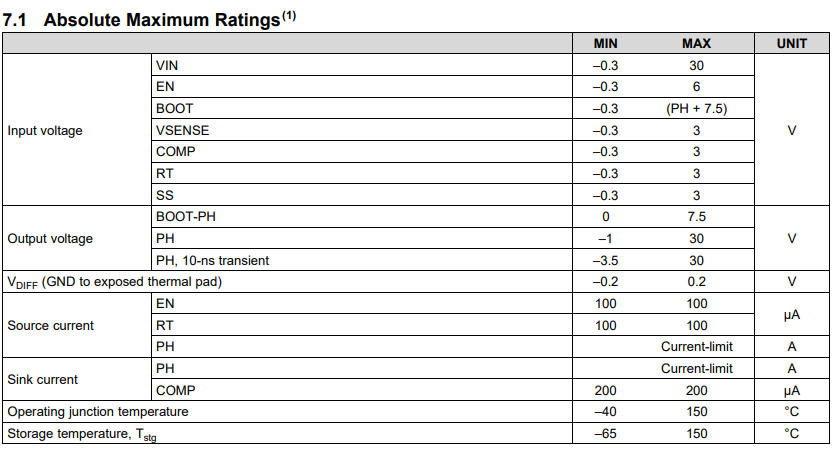 7.1 Absolute Maximum Ratings(1)
MIN MAX UNIT
Input voltage VIN –0.3 30 V
EN –0.3 6
BOOT –0.3 (PH + 7.5)
VSENSE –0.3 3
COMP –0.3 3
RT –0.3 3
SS –0.3 3
Output voltage BOOT-PH 0 7.5 V
PH –1 30
PH, 10-ns transient –3.5 30
VDIFF (GND to exposed thermal pad) –0.2 0.2 V
Source current EN 100 100 µA
RT 100 100
PH Current-limit A
Sink current PH Current-limit A
COMP 200 200 µA
Operating junction temperature –40 150 °C
Storage temperature, Tstg –65 150 °C